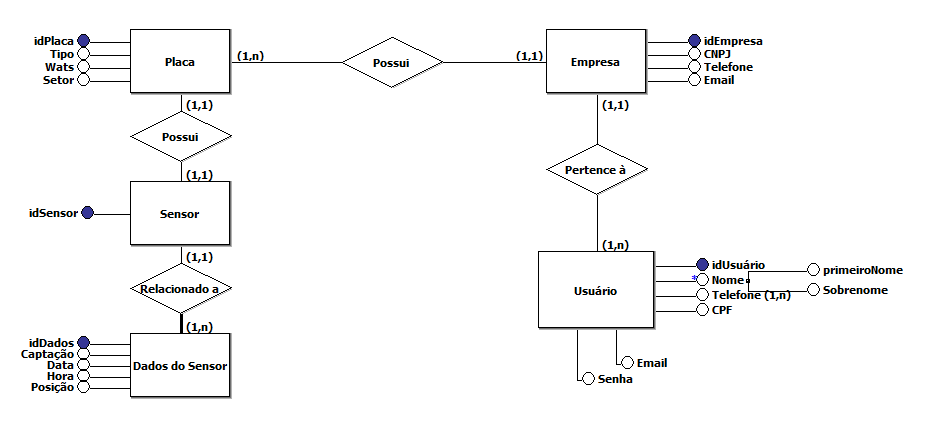 idPlaca
Tipo
Wats
Setor
Placa
(1,n)
Possui
(1,1)
Empresa
idEmpresa
CNPJ
Telefone
Email
(1,1)
Possui
(1,1)
idSensor
Sensor
(1,1)
Relacionado a
(1,n)
idDados
Captação
Data
Hora
Posição
Dados do Sensor
(1,1)
Pertence à
(1,n)
Usuário
idUsuário
* Nome
primeiroNome
Sobrenome
Telefone (1,n)
CPF
Email
Senha